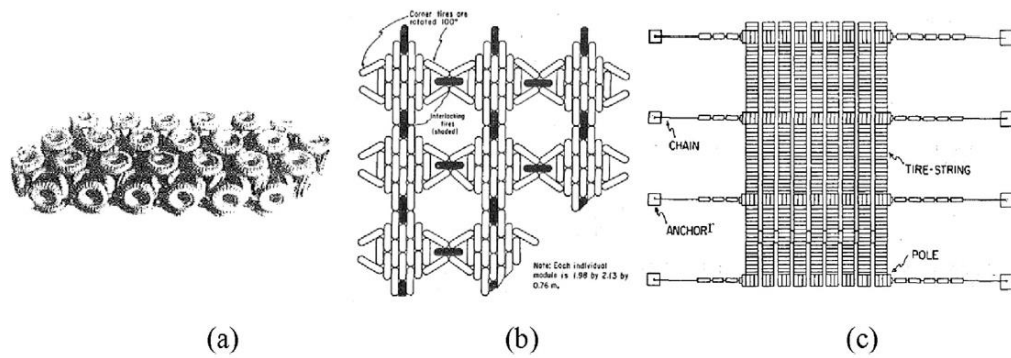 Corner tires are
rotated 100°
Interlocking
tires
(shaded)
Note: Each individual
module is 1.98 by 2.13 by
0.76 m.
CHAIN
TIRE-STRING
ANCHOR
POLE
(a)
(b)
(c)